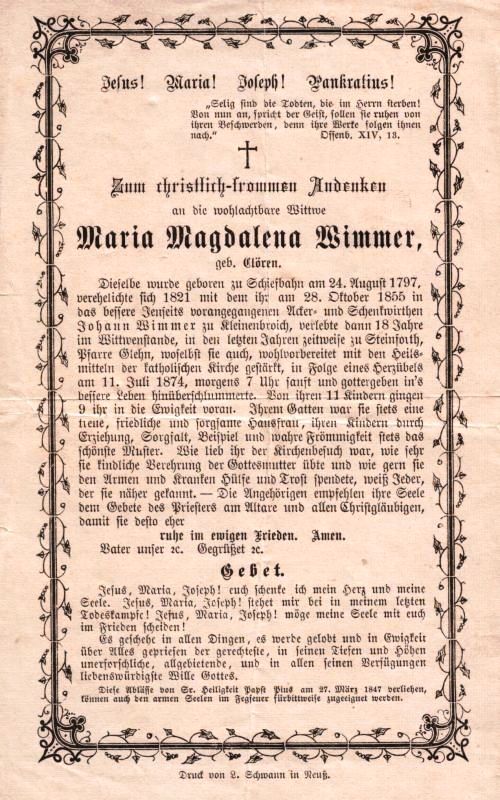 Jesus! Maria! Joseph! Pankratius!
„Selig sind die Todten, die im Herrn sterben!
Von nun an, spricht der Geist, sollen sie ruhen von
ihren Beschwerden, denn ihre Werke folgen ihnen
nach.“ Offenb. XIV, 13.
Zum christlich-frommen Andenken
an die wohlachtbare Wittwe
Maria Magdalena Wimmer,
geb. Clören.
Dieselbe wurde geboren zu Schiefbahn am 24. August 1797,
verehelichte sich 1821 mit dem ihr am 28. Oktober 1855 in
das bessere Jenseits vorangegangenen Acker- und Schenkwirthen
Johann Wimmer zu Kleinenbroich, verlebte dann 18 Jahre
im Wittwenstande, in den letzten Jahren zeitweise zu Steinforth,
Pfarre Glehn, woselbst sie auch, wohlvorbereitet mit den Heils-
mitteln der katholischen Kirche gestärkt, in Folge eines Herzübels
am 11. Juli 1874, morgens 7 Uhr sanft und gottergeben in's
bessere Leben hinüberschlummerte. Von ihren 11 Kindern gingen
9 ihr in die Ewigkeit voran. Ihrem Gatten war sie stets eine
treue, friedliche und sorgsame Hausfrau, ihren Kindern durch
Erziehung, Sorgfalt, Beispiel und wahre Frömmigkeit stets das
schönste Muster. Wie lieb ihr der Kirchenbesuch war, wie sehr
sie kindliche Verehrung der Gottesmutter übte und wie gern sie
den Armen und Kranken Hülfe und Trost spendete, weiß Jeder,
der sie näher gekannt. — Die Angehörigen empfehlen ihre Seele
dem Gebete des Priesters am Altare und allen Christgläubigen,
damit sie desto eher
ruhe im ewigen Frieden. Amen.
Vater unser ꝛc. Gegrüßet ꝛc.
Gebet.
Jesus, Maria, Joseph! euch schenke ich mein Herz und meine
Seele. Jesus, Maria, Joseph! stehet mir bei in meinem letzten
Todeskampfe! Jesus, Maria, Joseph! möge meine Seele mit euch
im Frieden scheiden!
Es geschehe in allen Dingen, es werde gelobt und in Ewigkeit
über Alles gepriesen der gerechteste, in seinen Tiefen und Höhen
unerforschliche, allgebietende, und in allen seinen Verfügungen
liebenswürdigste Wille Gottes.
Diese Ablässe von Sr. Heiligkeit Papst Pius am 27. März 1847 verliehen,
können auch den armen Seelen im Fegfeuer fürbittweise zugeeignet werden.
Druck von L. Schwann in Neuß.